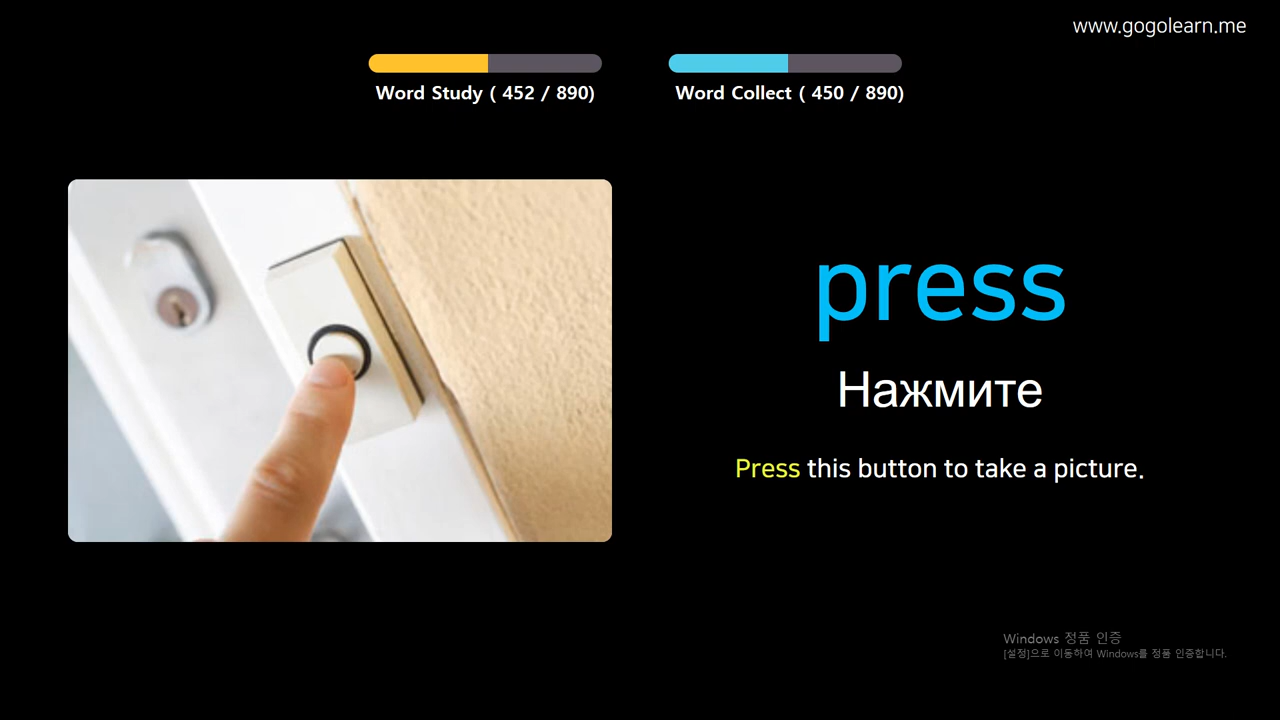 www.gogolearn.me
Word Study ( 452 / 890)
Word Collect ( 450 / 890)
press
Нажмите
Press this button to take a picture.
Windows 정품 인증
[설정]으로 이동하여 Windows를 정품 인증합니다.